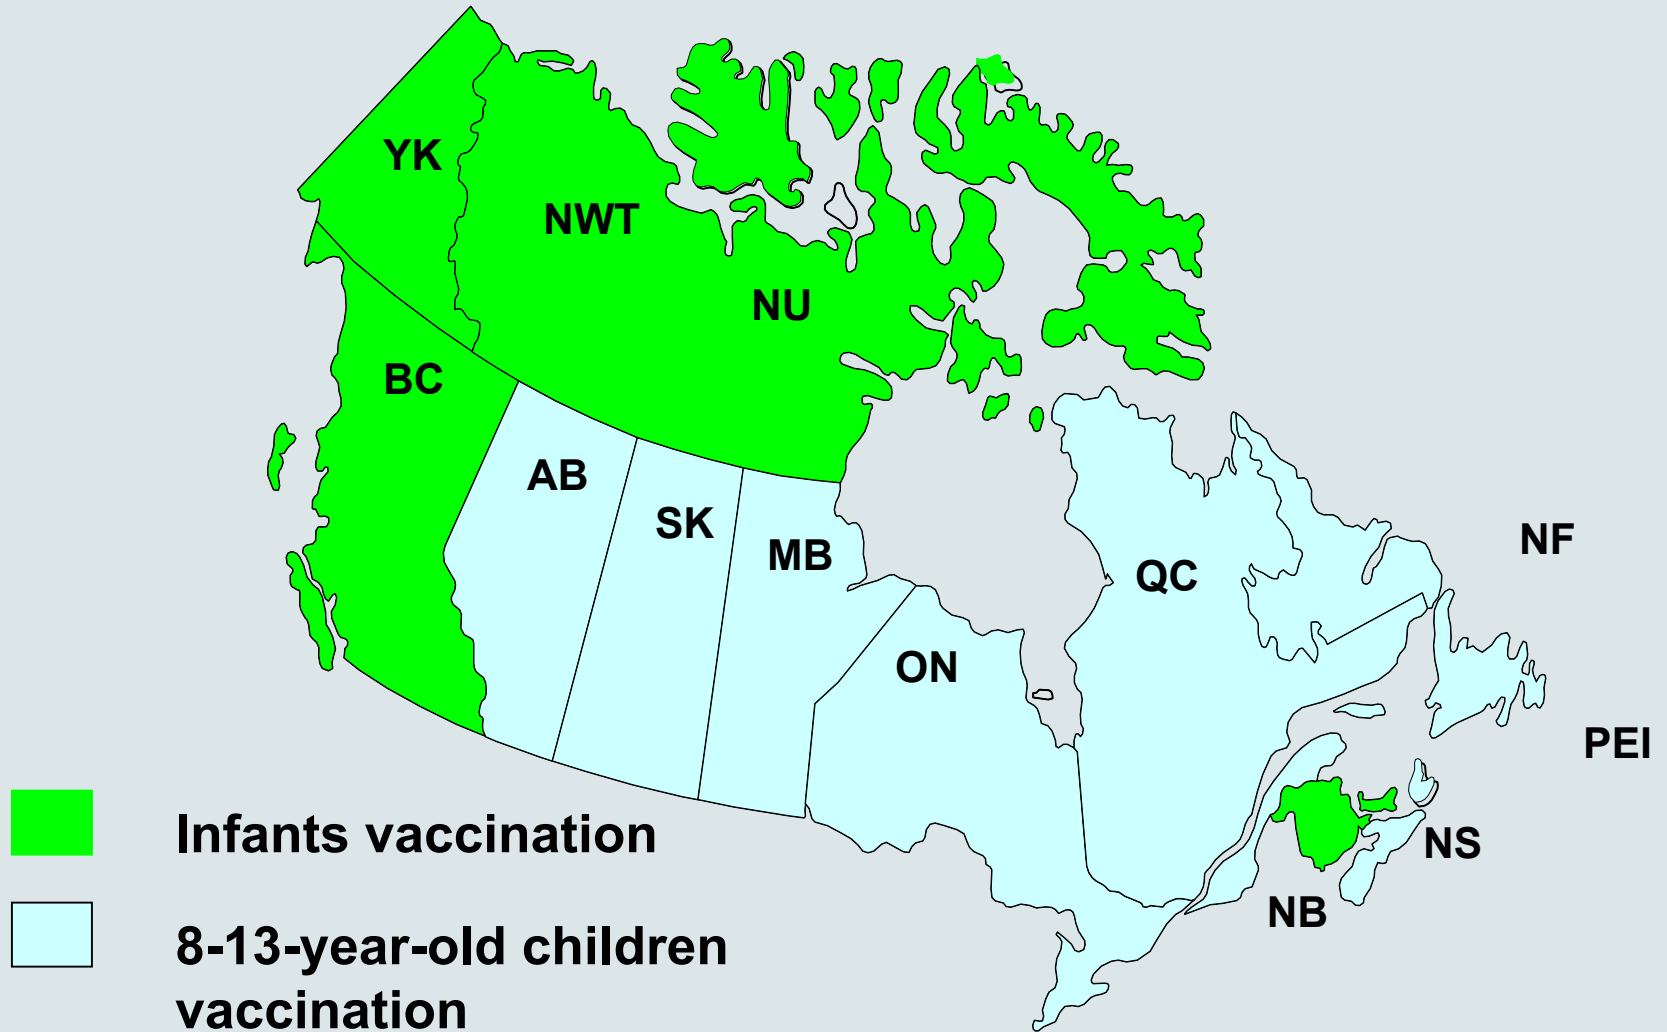 YK
NWT
NU
BC
AB
SK
MB
NF
QC
ON
PEI
Infants vaccination
NS
NB
8-13-year-old children
vaccination